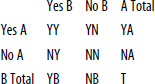 Yes B No B A Total
Yes A YY YN YA
No A NY NN NA
B Total YB NB T